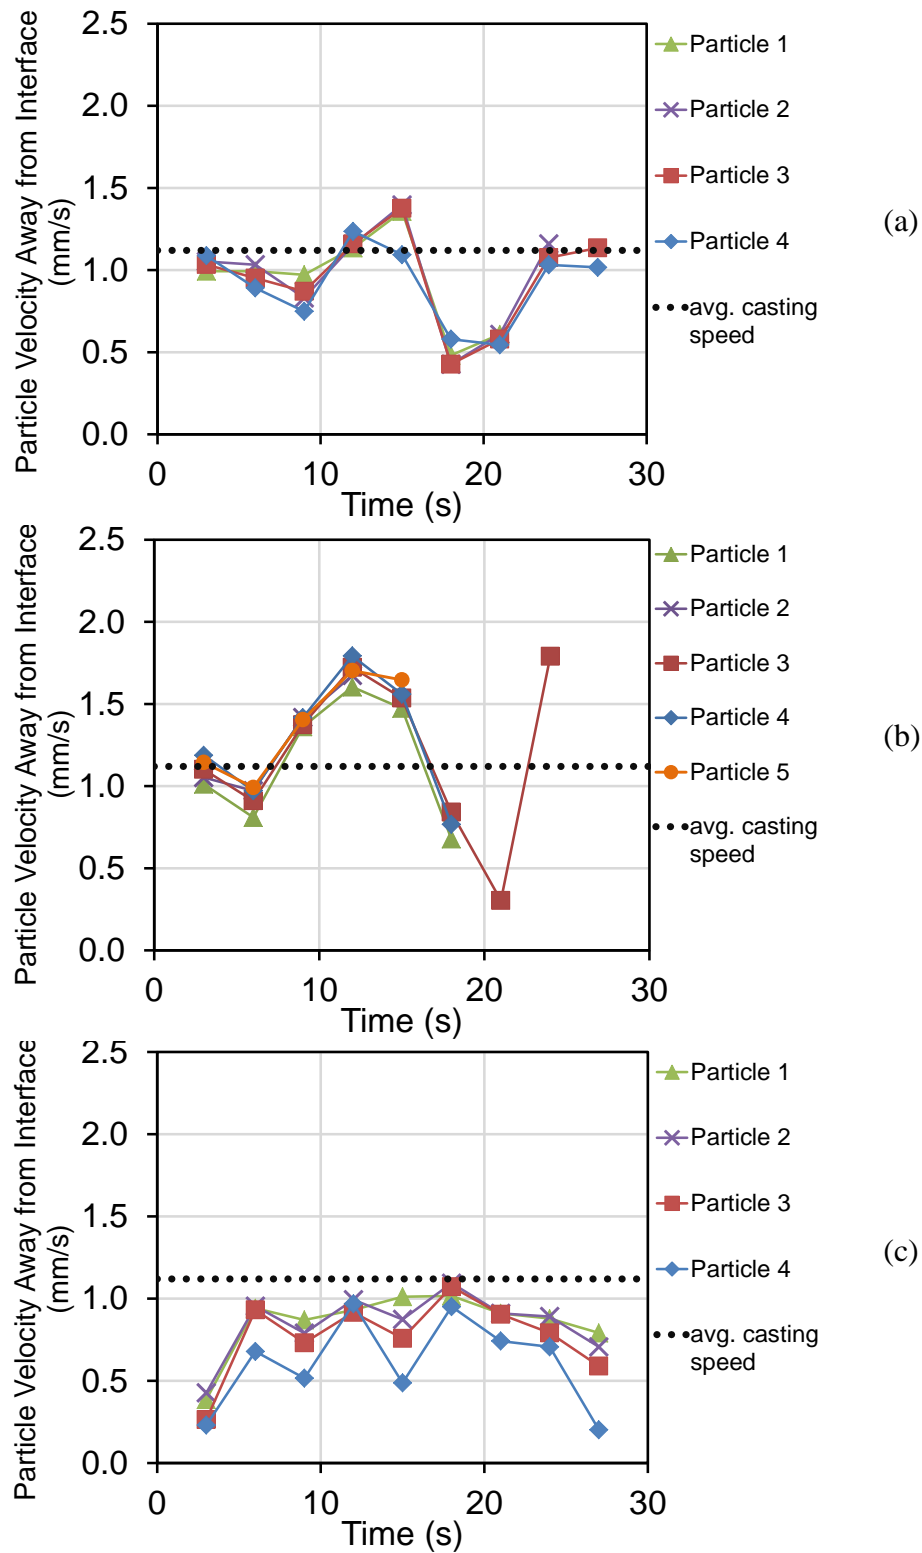 Particle Velocity Away from Interface
(mm/s)
2.5
2.0
1.5
1.0
0.5
0.0
0
10
20
30
Time (s)
Particle 1
Particle 2
Particle 3
Particle 4
avg. casting
speed
(a)
Particle Velocity Away from Interface
(mm/s)
2.5
2.0
1.5
1.0
0.5
0.0
0
10
20
30
Time (s)
Particle 1
Particle 2
Particle 3
Particle 4
Particle 5
avg. casting
speed
(b)
Particle Velocity Away from Interface
(mm/s)
2.5
2.0
1.5
1.0
0.5
0.0
0
10
20
30
Time (s)
Particle 1
Particle 2
Particle 3
Particle 4
avg. casting
speed
(c)